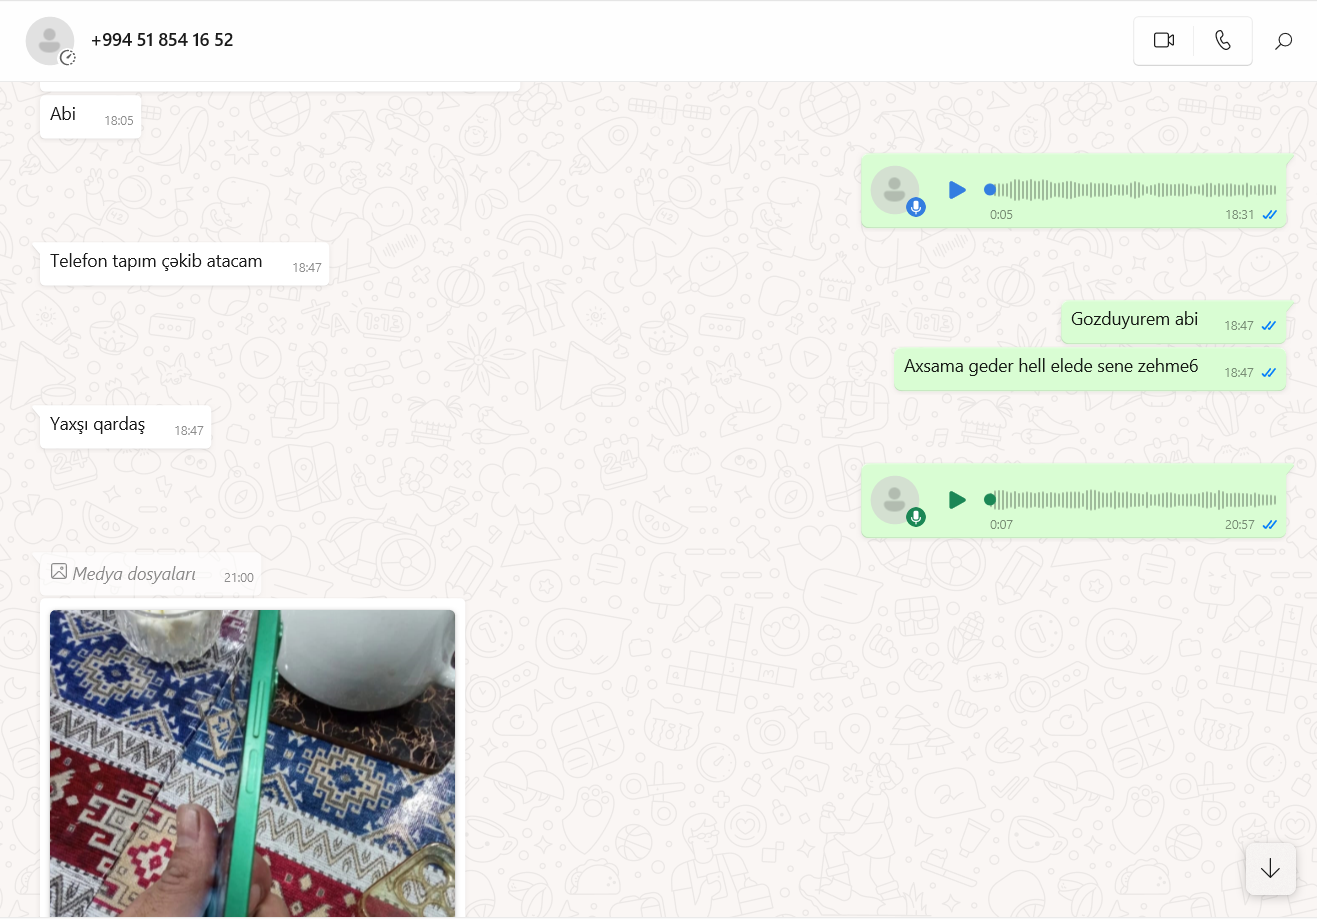 +994 51 854 16 52
Abi
18:05
0:05
18:31
Telefon tapım çəkib atacam
18:47
Gozduyurem abi
18:47
Axsama geder hell elede sene zehme6
18:47
Yaxşı qardaş
18:47
0:07
20:57
Medya dosyaları
21:00